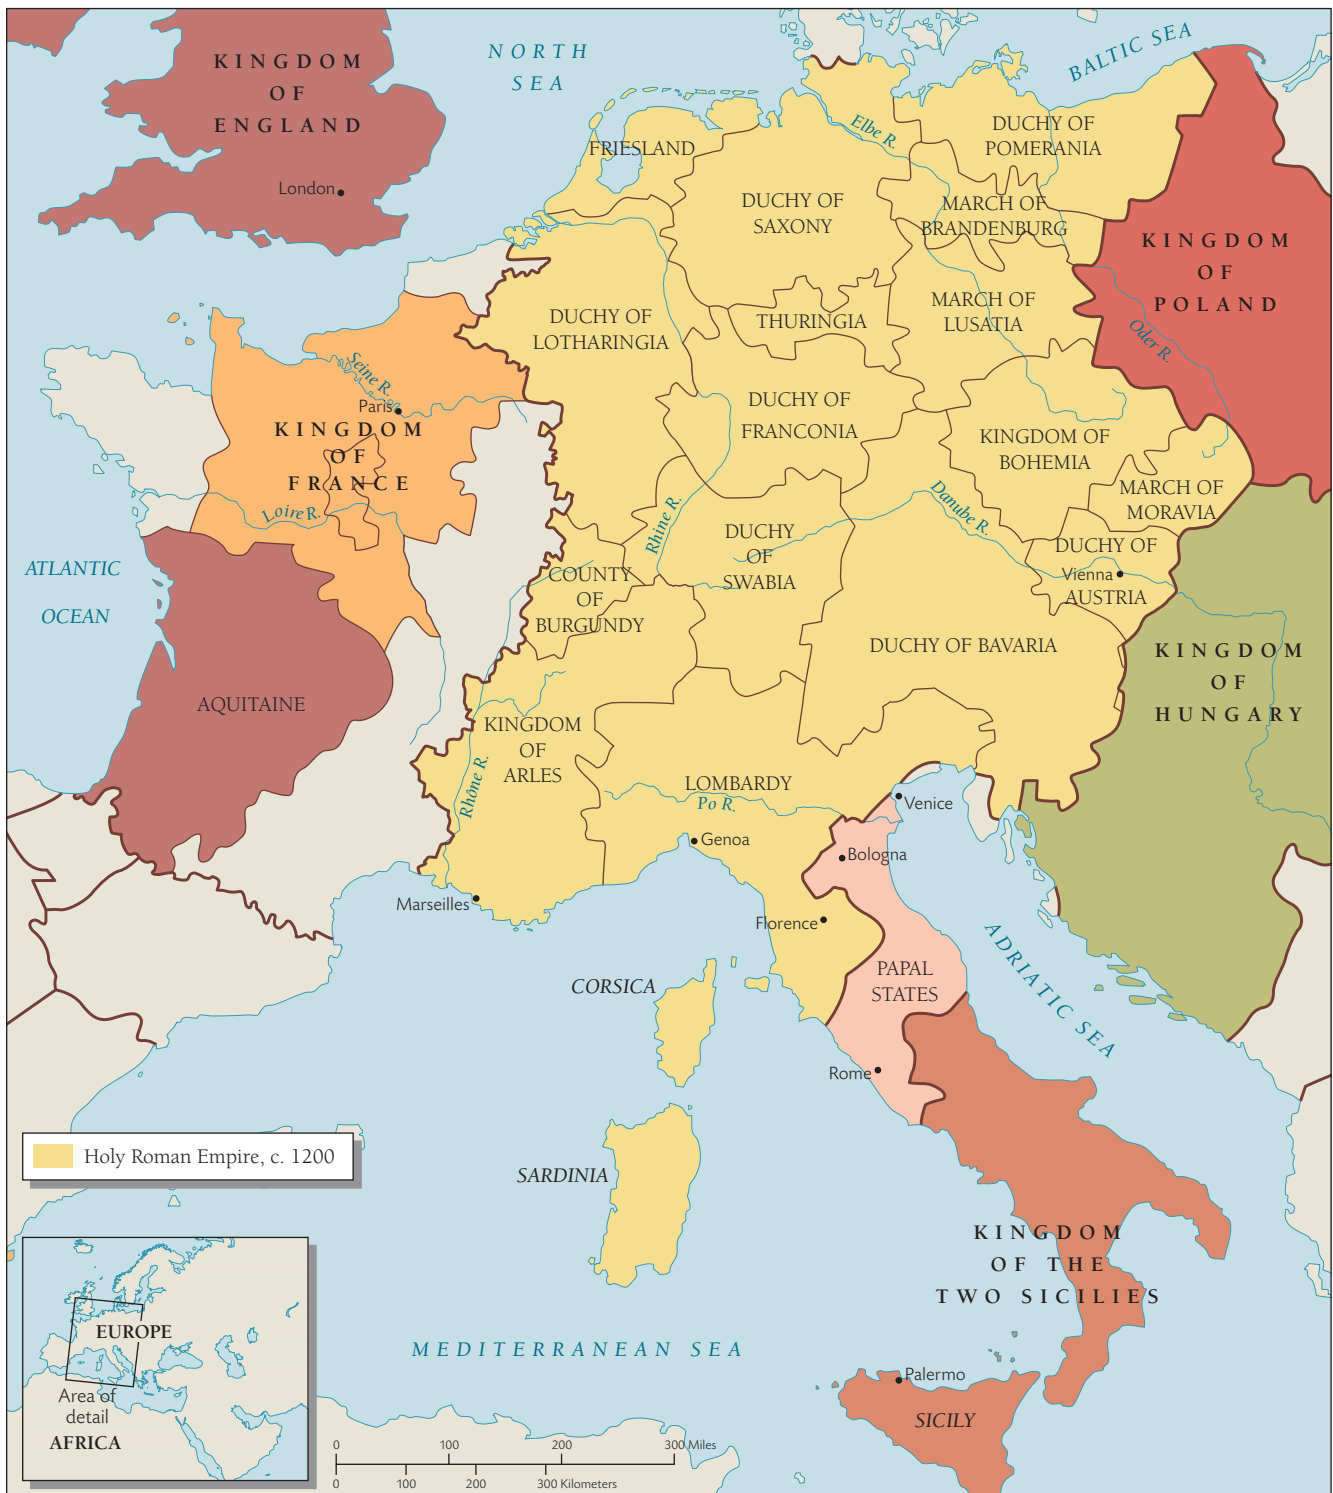 KINGDOM
OF
ENGLAND
London
NORTH
SEA
BALTIC SEA
Elbe R.
FRIESLAND
DUCHY OF
POMERANIA
DUCHY OF
SAXONY
MARCH OF
BRANDENBURG
KINGDOM
OF
POLAND
Oder R.
DUCHY OF
LOTHARINGIA
THURINGIA
MARCH OF
LUSATIA
Seine R.
Paris
KINGDOM
OF
FRANCE
Loire R.
DUCHY OF
FRANCONIA
KINGDOM OF
BOHEMIA
MARCH OF
MORAVIA
Danube R.
Rhine R.
DUCHY
OF
SWABIA
DUCHY OF
Vienna
AUSTRIA
ATLANTIC
OCEAN
COUNTY
OF
BURGUNDY
DUCHY OF BAVARIA
KINGDOM
OF
HUNGARY
AQUITAINE
KINGDOM
OF
ARLES
Rhône R.
LOMBARDY
Po R.
Venice
Genoa
Bologna
Marseilles
Florence
ADRIATIC SEA
PAPAL
STATES
CORSICA
Rome
SARDINIA
Holy Roman Empire, c. 1200
KINGDOM
OF THE
TWO SICILIES
MEDITERRANEAN SEA
Palermo
SICILY
EUROPE
Area of
detail
AFRICA
0 100 200 300 Miles
0 100 200 300 Kilometers